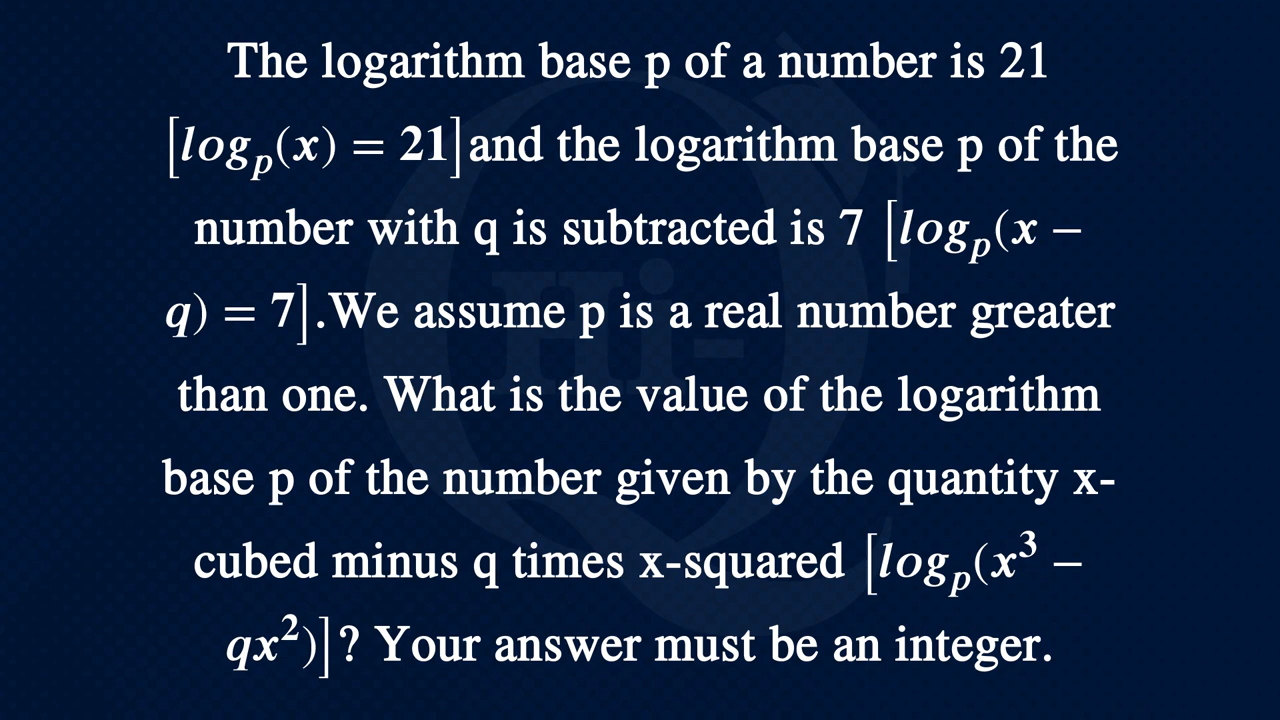 The logarithm base p of a number is 21
[log_p(x) = 21]and the logarithm base p of the
number with q is subtracted is 7 [log_p(x −
q) = 7].We assume p is a real number greater
than one. What is the value of the logarithm
base p of the number given by the quantity x-
cubed minus q times x-squared [log_p(x³ −
qx²)]? Your answer must be an integer.
Hi-